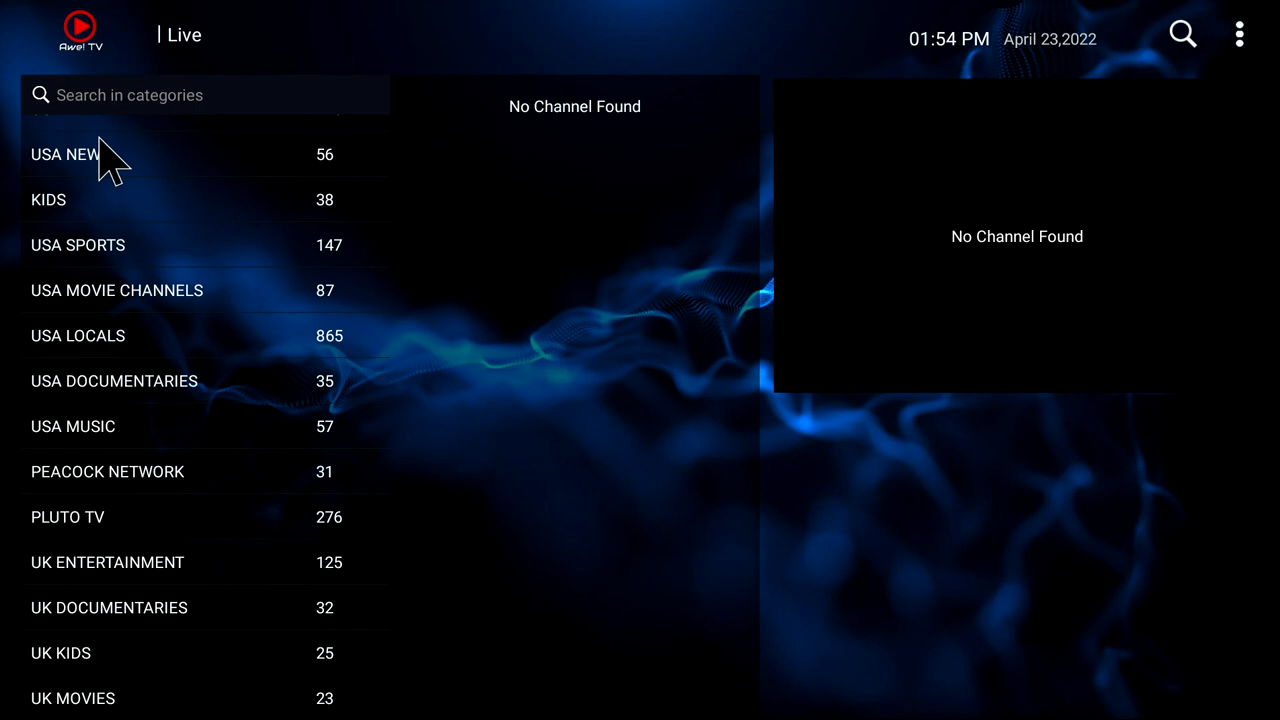 Awe! TV
| Live
01:54 PM April 23,2022
Search in categories
No Channel Found
No Channel Found
USA NEW 56
KIDS 38
USA SPORTS 147
USA MOVIE CHANNELS 87
USA LOCALS 865
USA DOCUMENTARIES 35
USA MUSIC 57
PEACOCK NETWORK 31
PLUTO TV 276
UK ENTERTAINMENT 125
UK DOCUMENTARIES 32
UK KIDS 25
UK MOVIES 23